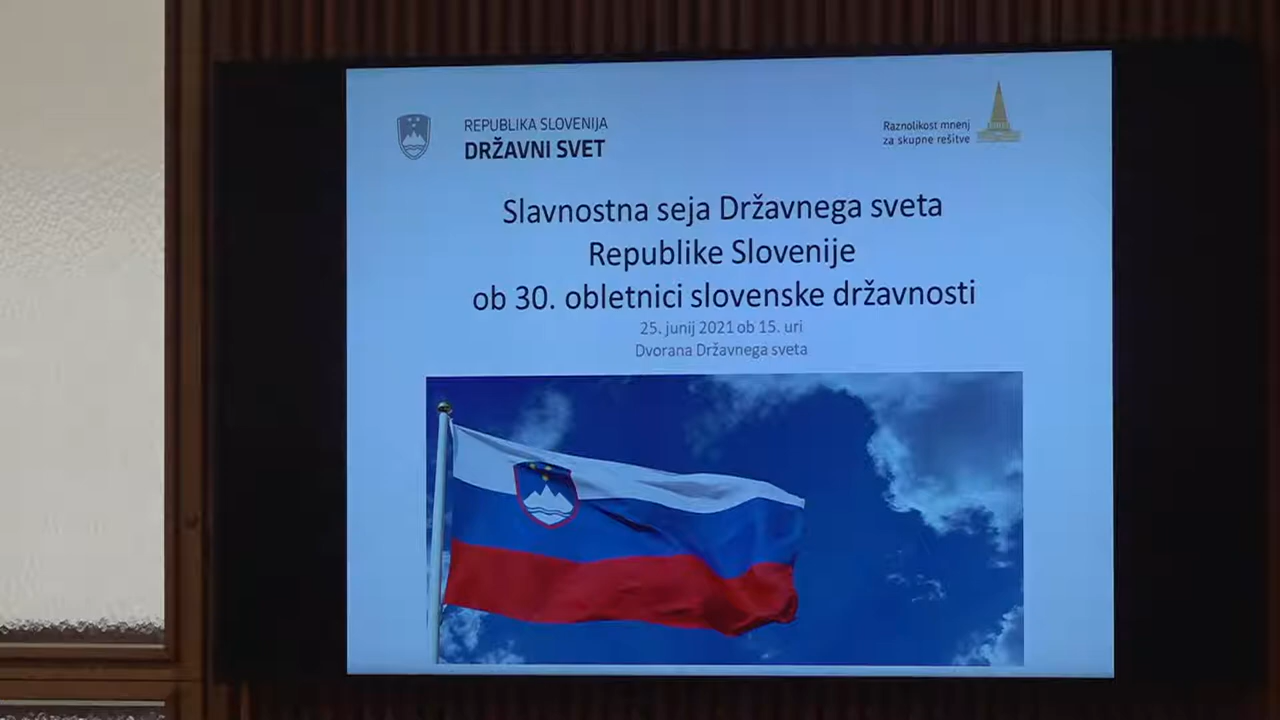 REPUBLIKA SLOVENIJA
DRŽAVNI SVET
Raznolikost mnenj
za skupne rešitve
Slavnostna seja Državnega sveta
Republike Slovenije
ob 30. obletnici slovenske državnosti
25. junij 2021 ob 15. uri
Dvorana Državnega sveta